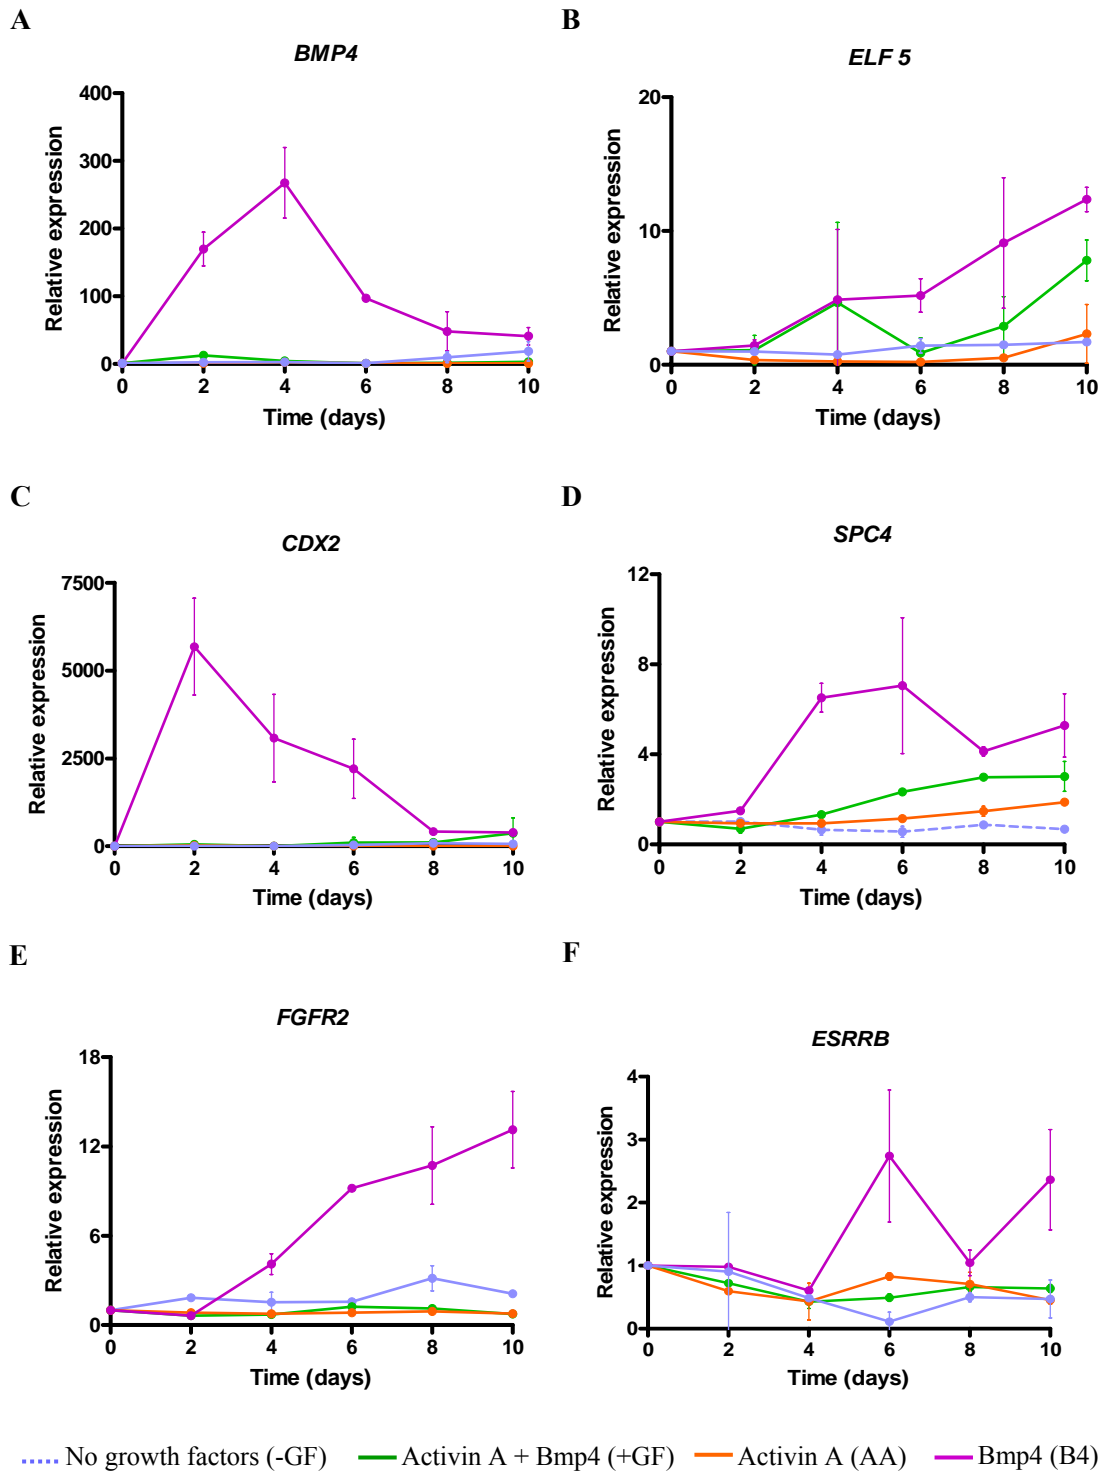 A
BMP4
400
300
200
100
0
Relative expression
0 2 4 6 8 10
Time (days)
B
ELF 5
20
10
0
Relative expression
0 2 4 6 8 10
Time (days)
C
CDX2
7500
5000
2500
0
Relative expression
0 2 4 6 8 10
Time (days)
D
SPC4
12
8
4
0
Relative expression
0 2 4 6 8 10
Time (days)
E
FGFR2
18
12
6
0
Relative expression
0 2 4 6 8 10
Time (days)
F
ESRRB
4
3
2
1
0
Relative expression
0 2 4 6 8 10
Time (days)
No growth factors (-GF) Activin A + Bmp4 (+GF) Activin A (AA) Bmp4 (B4)